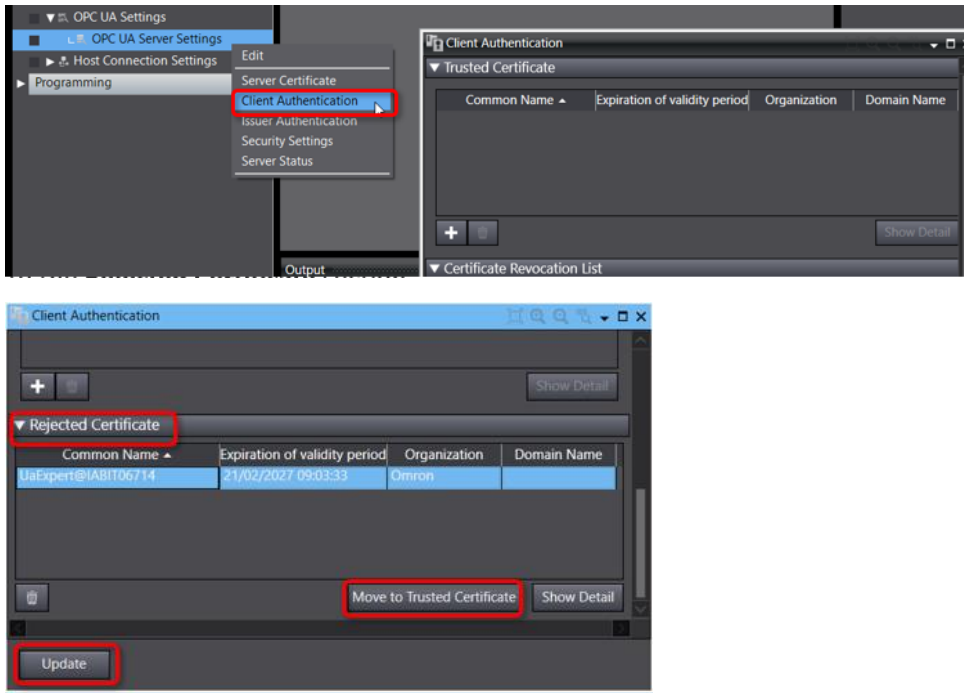 OPC UA Settings
OPC UA Server Settings
Host Connection Settings
Programming
Edit
Server Certificate
Client Authentication
Issuer Authentication
Security Settings
Server Status
Output
Client Authentication
Trusted Certificate
Common Name Expiration of validity period Organization Domain Name
Show Detail
Certificate Revocation List
Client Authentication
Show Detail
Rejected Certificate
Common Name Expiration of validity period Organization Domain Name
UaExpert@IABIT06714 21/02/2027 09:03:33 Omron
Move to Trusted Certificate Show Detail
Update